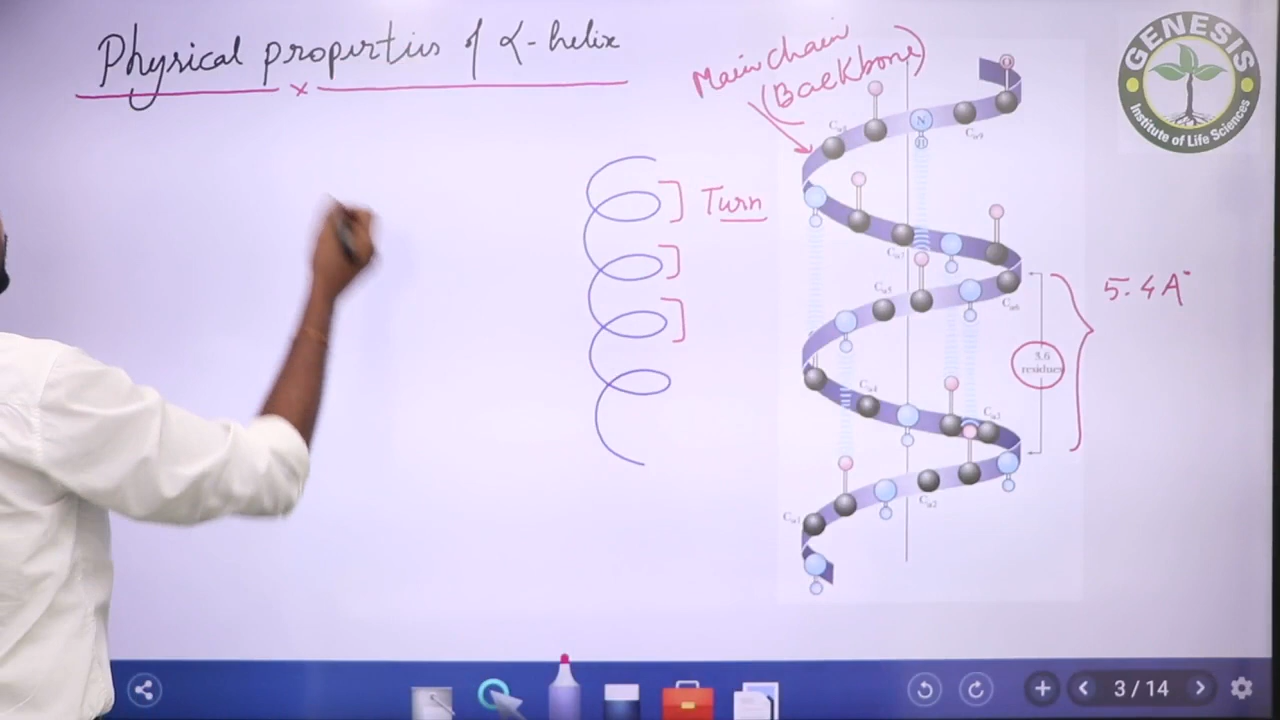 Physical properties of α-helix
Main chain
(Backbone)
GENESIS
Institute of Life Sciences
N
H
Turn
5.4A°
3.6
residues
3 / 14